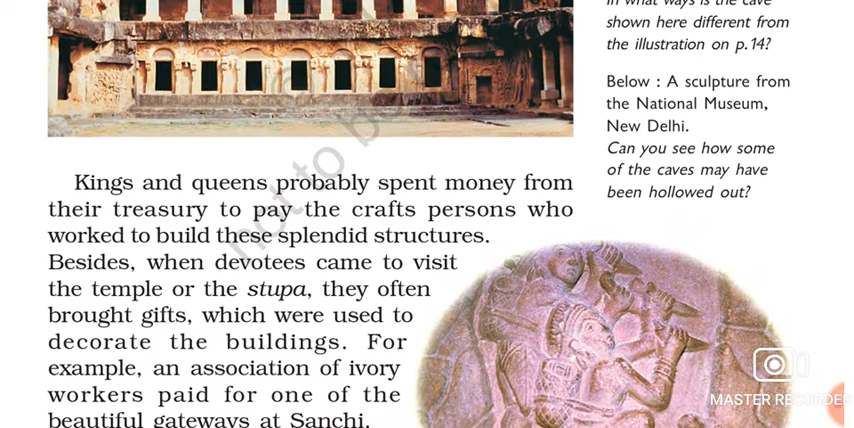 In what ways is the cave
shown here different from
the illustration on p.14?
Below : A sculpture from
the National Museum,
New Delhi.
Can you see how some
of the caves may have
been hollowed out?
not to be
Kings and queens probably spent money from
their treasury to pay the crafts persons who
worked to build these splendid structures.
Besides, when devotees came to visit
the temple or the stupa, they often
brought gifts, which were used to
decorate the buildings. For
example, an association of ivory
workers paid for one of the
beautiful gateways at Sanchi.
MASTER RECORDER